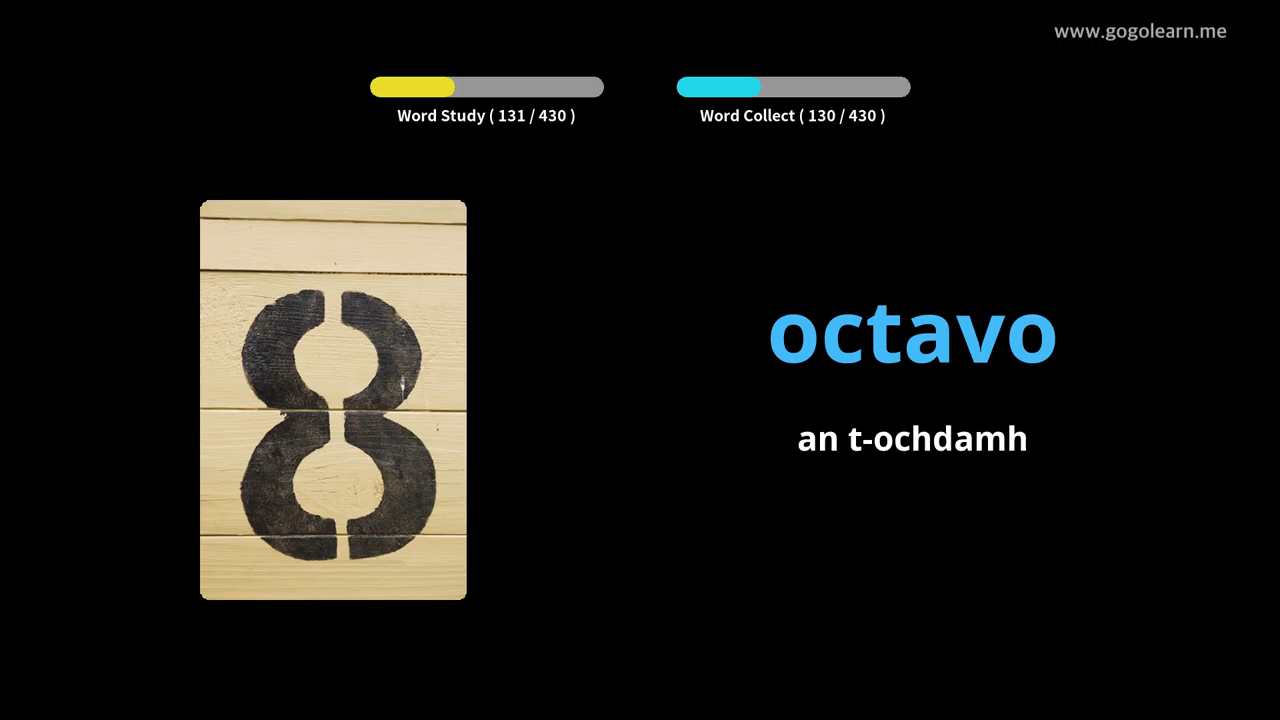 www.gogolearn.me
Word Study ( 131 / 430 )
Word Collect ( 130 / 430 )
8
octavo
an t-ochdamh